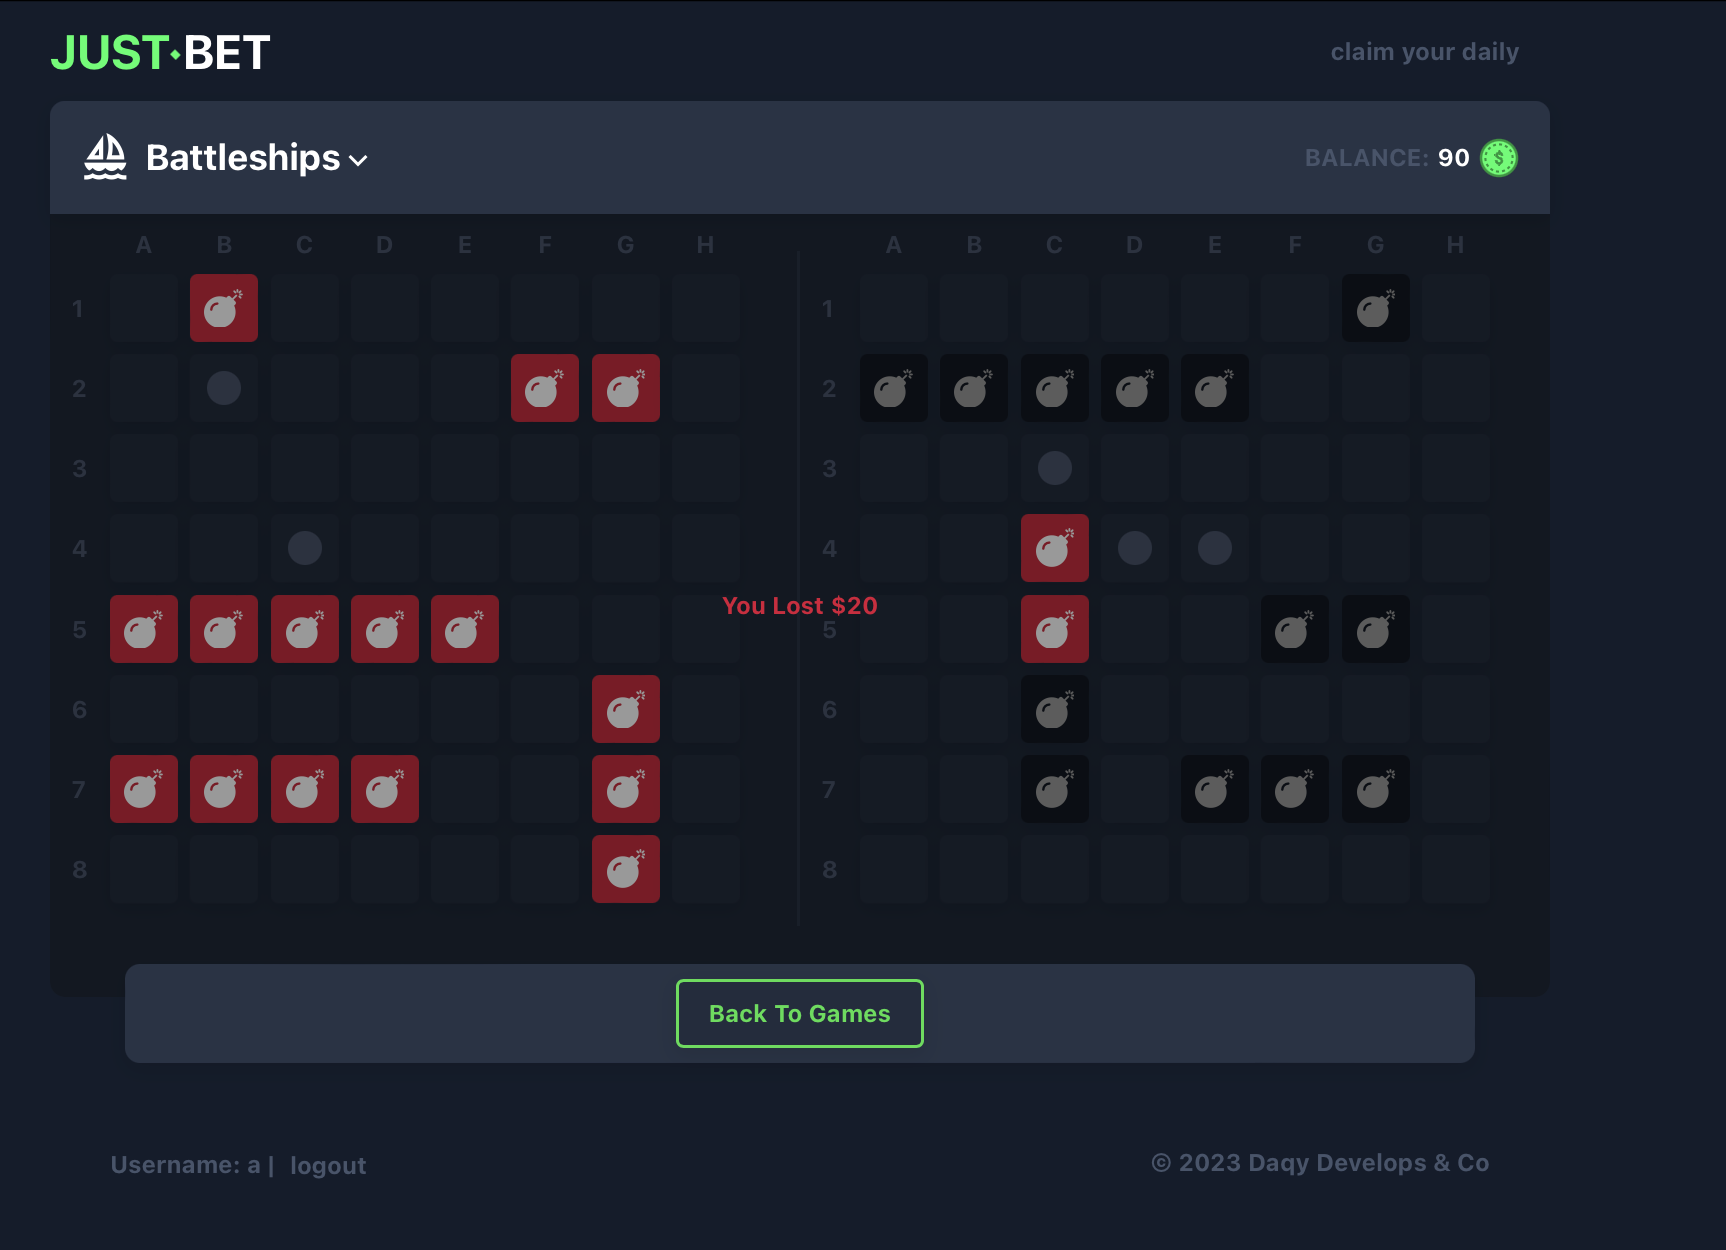 JUST·BET
claim your daily
Battleships
BALANCE: 90
A B C D E F G H
A B C D E F G H
1
1
2
2
3
3
4
4
You Lost $20
5
5
6
6
7
7
8
8
Back To Games
Username: a | logout
© 2023 Daqy Develops & Co